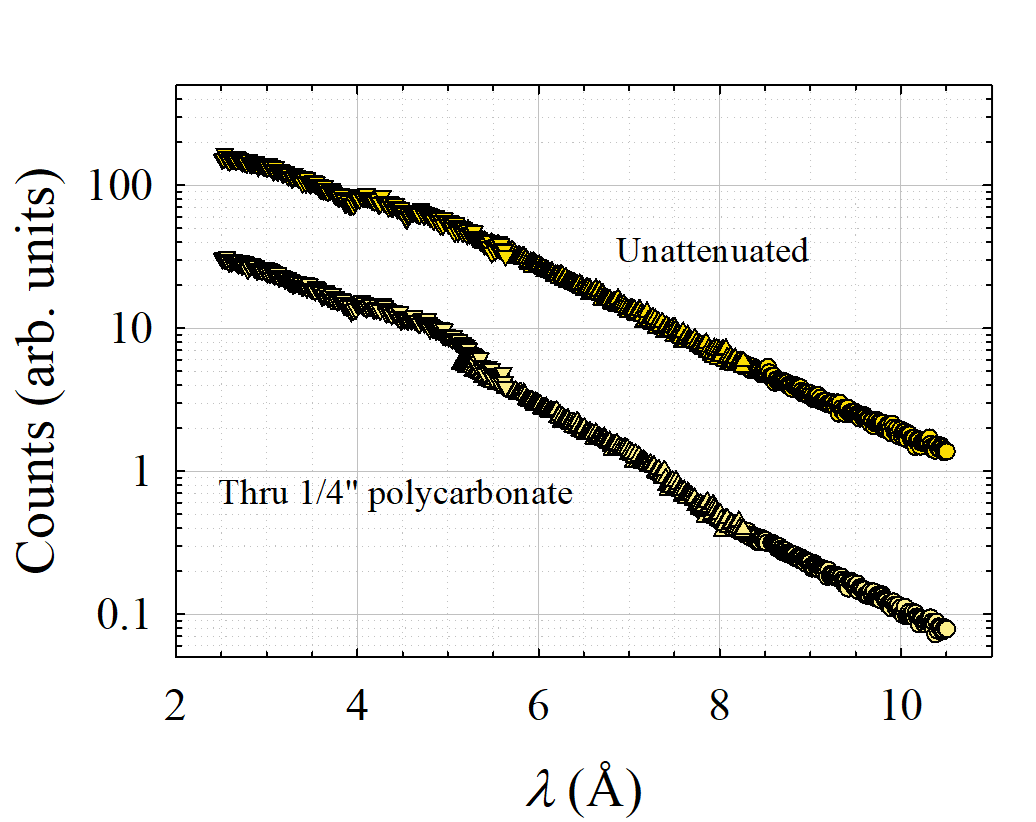 Counts (arb. units)
100
10
1
0.1
Unattenuated
Thru 1/4" polycarbonate
2 4 6 8 10
λ (Å)